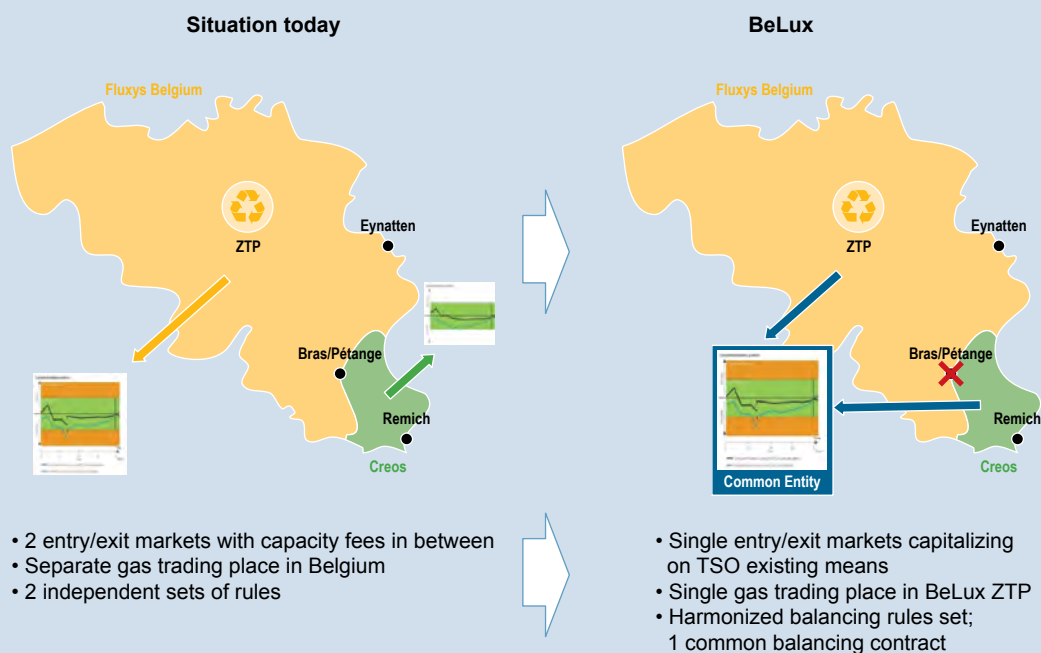 Situation today
Fluxys Belgium
ZTP
Eynatten
Bras/Pétange
Remich
Creos
• 2 entry/exit markets with capacity fees in between
• Separate gas trading place in Belgium
• 2 independent sets of rules
BeLux
Fluxys Belgium
ZTP
Eynatten
Bras/Pétange
Remich
Creos
Common Entity
• Single entry/exit markets capitalizing
on TSO existing means
• Single gas trading place in BeLux ZTP
• Harmonized balancing rules set;
1 common balancing contract